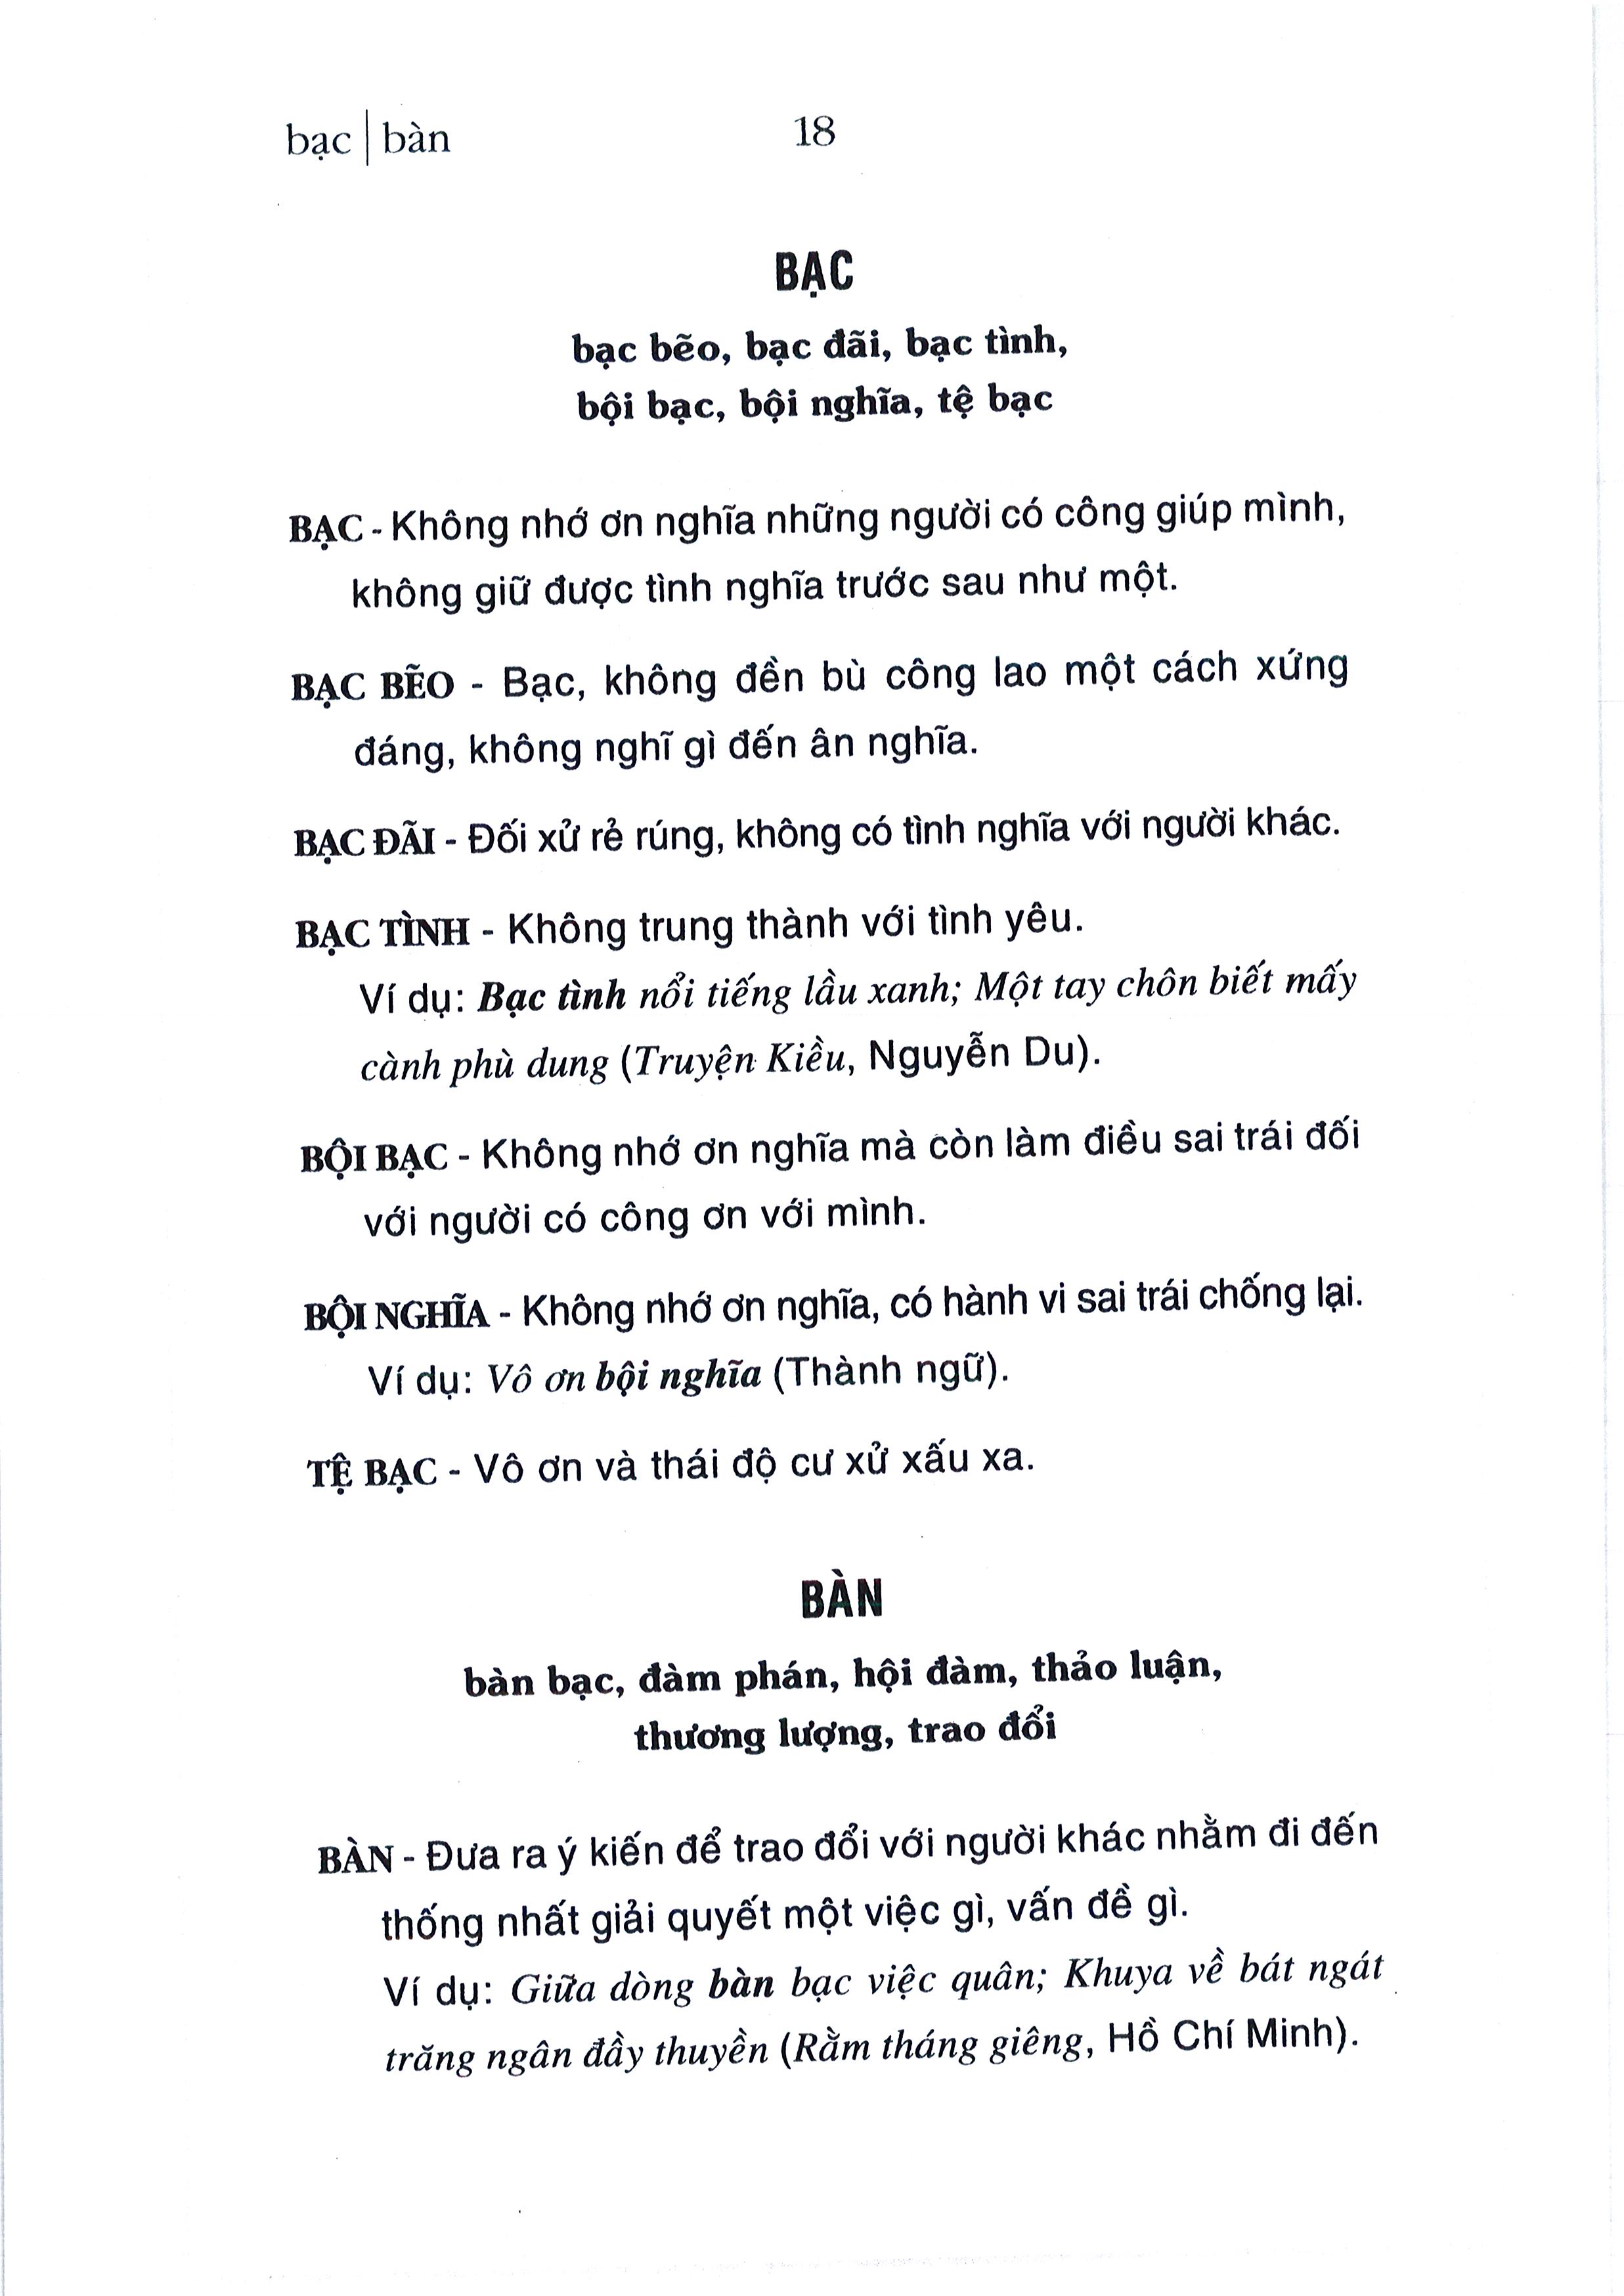 bạc | bàn
18
BẠC
bạc bẽo, bạc đãi, bạc tình,
bội bạc, bội nghĩa, tệ bạc
BẠC - Không nhớ ơn nghĩa những người có công giúp mình,
không giữ được tình nghĩa trước sau như một.
BẠC BẼO - Bạc, không đền bù công lao một cách xứng
đáng, không nghĩ gì đến ân nghĩa.
BẠC ĐÃI - Đối xử rẻ rúng, không có tình nghĩa với người khác.
BẠC TÌNH - Không trung thành với tình yêu.
Ví dụ: Bạc tình nổi tiếng lầu xanh; Một tay chôn biết mấy
cành phù dung (Truyện Kiều, Nguyễn Du).
BỘI BẠC - Không nhớ ơn nghĩa mà còn làm điều sai trái đối
với người có công ơn với mình.
BỘI NGHĨA - Không nhớ ơn nghĩa, có hành vi sai trái chống lại.
Ví dụ: Vô ơn bội nghĩa (Thành ngữ).
TỆ BẠC - Vô ơn và thái độ cư xử xấu xa.
BÀN
bàn bạc, đàm phán, hội đàm, thảo luận,
thương lượng, trao đổi
BÀN - Đưa ra ý kiến để trao đổi với người khác nhằm đi đến
thống nhất giải quyết một việc gì, vấn đề gì.
Ví dụ: Giữa dòng bàn bạc việc quân; Khuya về bát ngát
trăng ngân đầy thuyền (Rằm tháng giêng, Hồ Chí Minh).